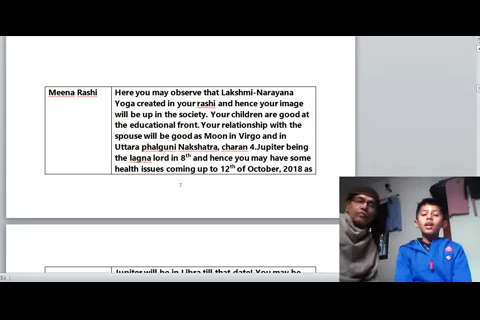 Meena Rashi
Here you may observe that Lakshmi-Narayana
Yoga created in your rashi and hence your image
will be up in the society. Your children are good at
the educational front. Your relationship with the
spouse will be good as Moon in Virgo and in
Uttara phalguni Nakshatra, charan 4.Jupiter being
the lagna lord in 8th and hence you may have some
health issues coming up to 12th of October, 2018 as
7
Jupiter will be in Libra till that date! You may be